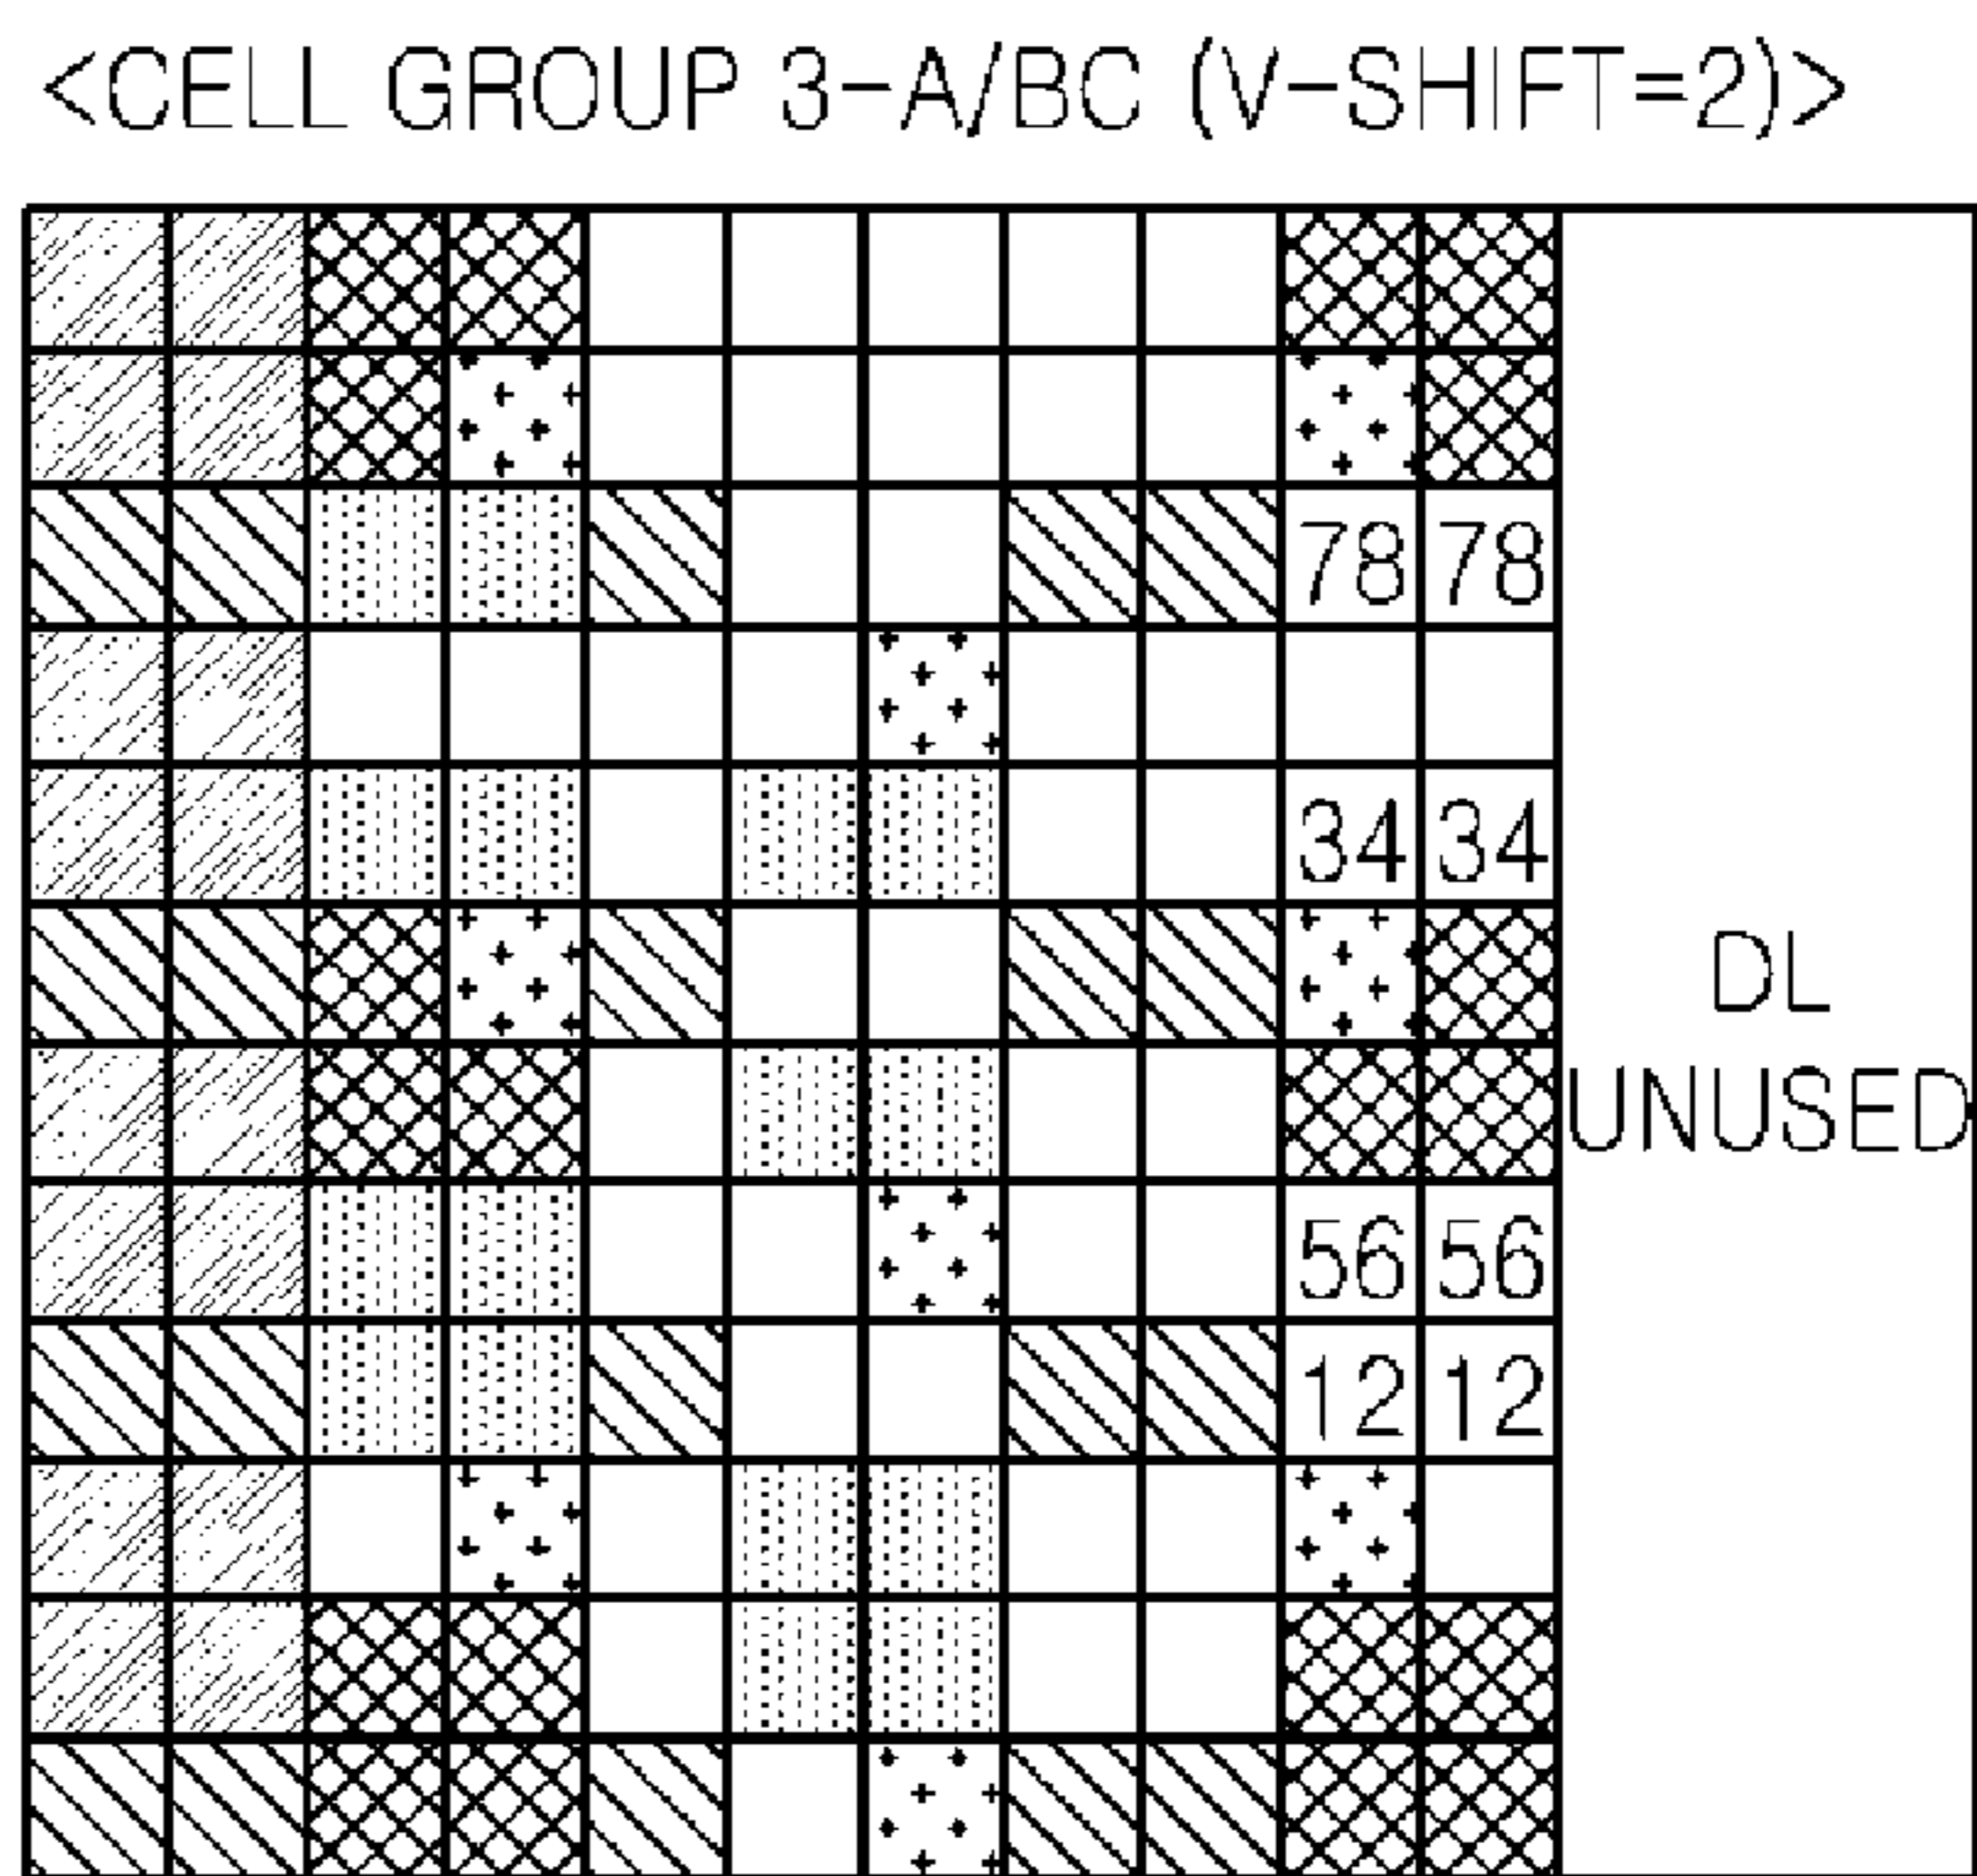 <CELL GROUP 3-A/BC (V-SHIFT=2)>
78 78
34 34
DL
UNUSED
56 56
12 12